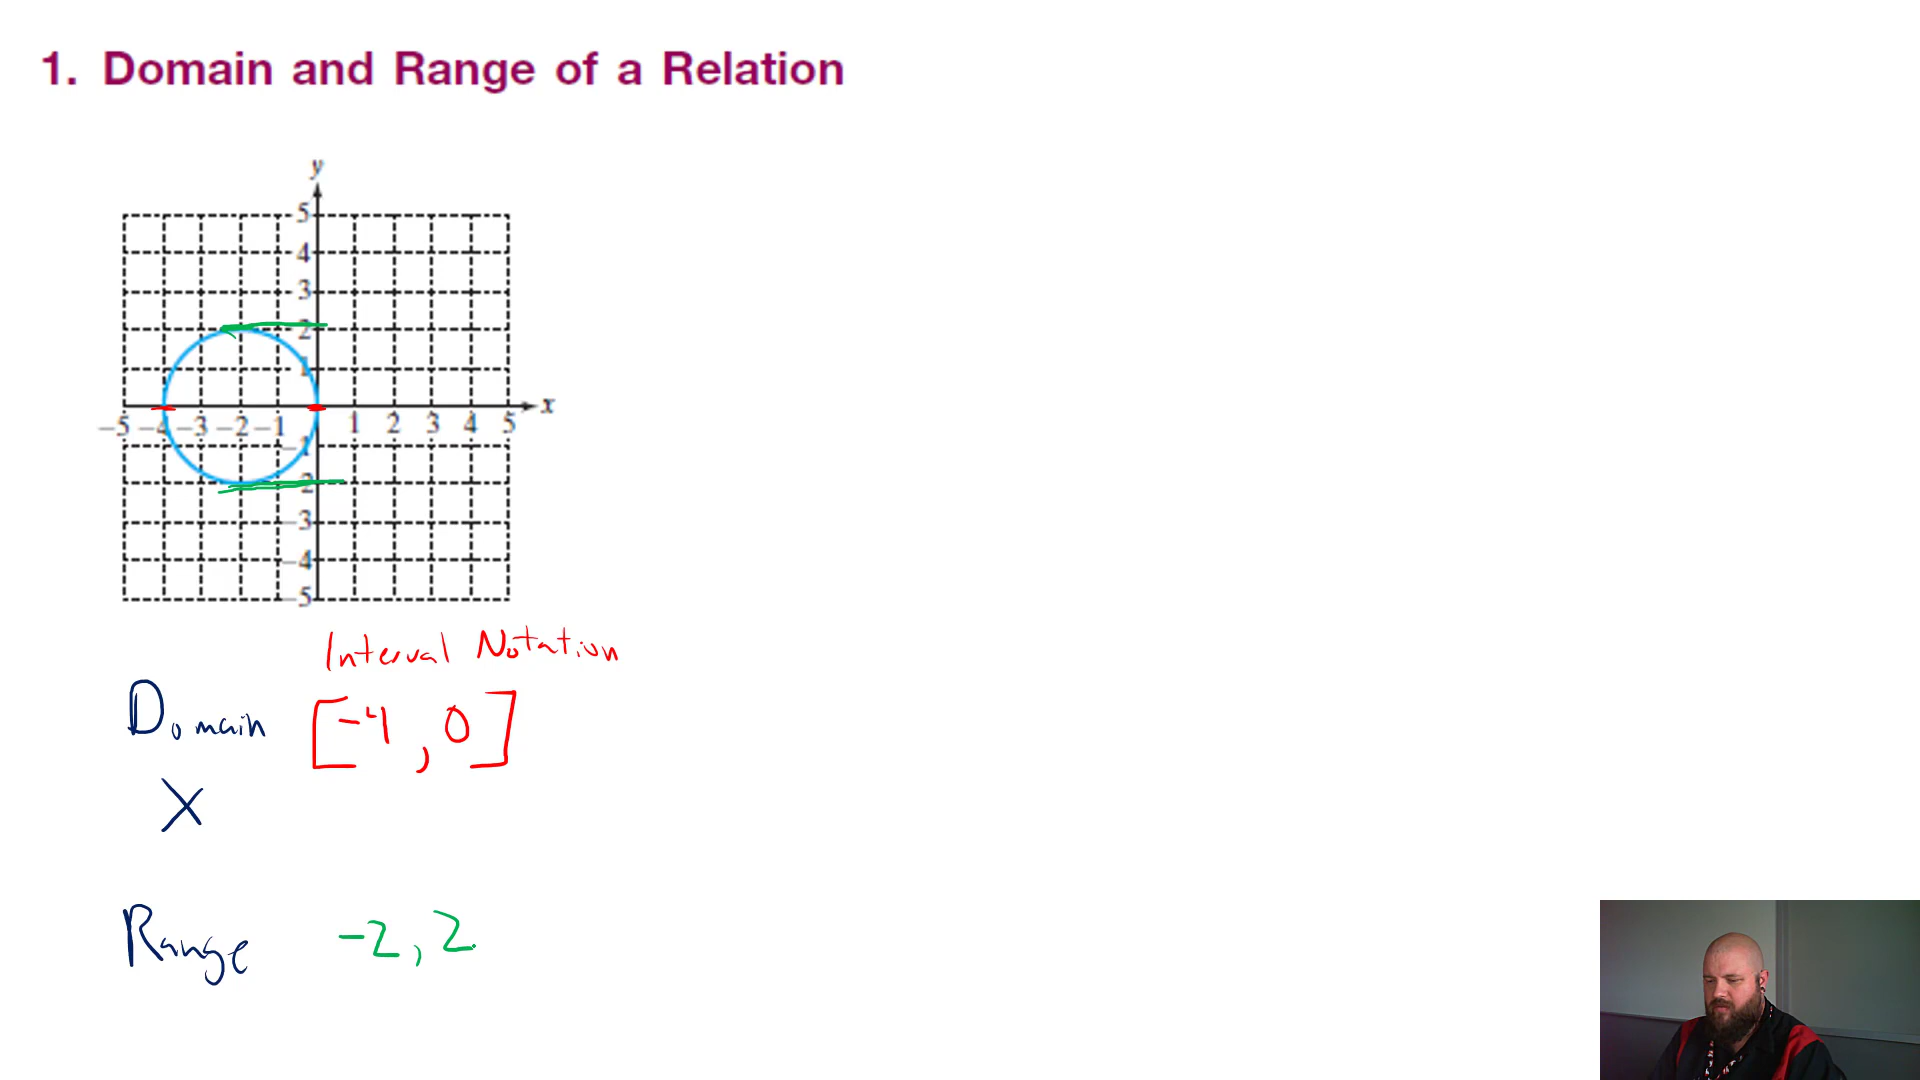 1. Domain and Range of a Relation
y
5
4
3
2
1
-5 -4 -3 -2 -1 1 2 3 4 5 x
-1
-2
-3
-4
-5
Interval Notation
Domain [-4, 0]
X
Range -2, 2